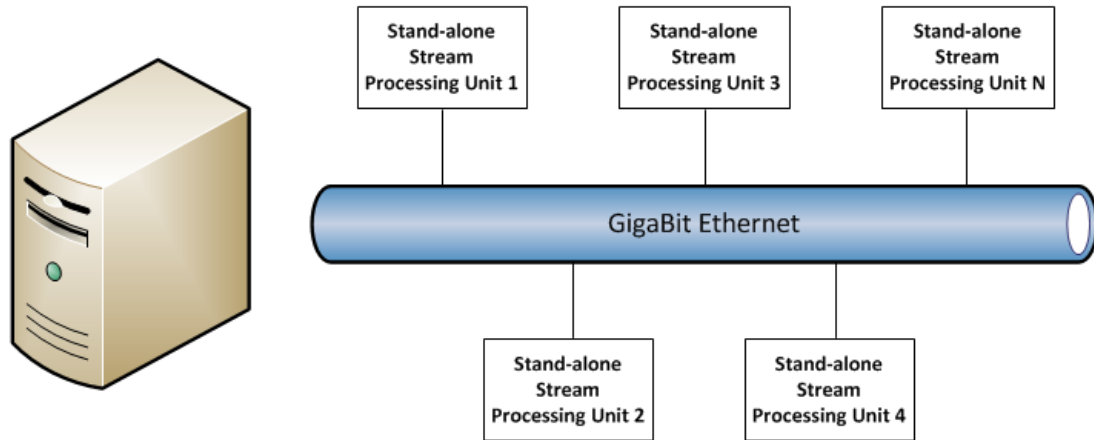 Stand-alone
Stream
Processing Unit 1
Stand-alone
Stream
Processing Unit 3
Stand-alone
Stream
Processing Unit N
GigaBit Ethernet
Stand-alone
Stream
Processing Unit 2
Stand-alone
Stream
Processing Unit 4